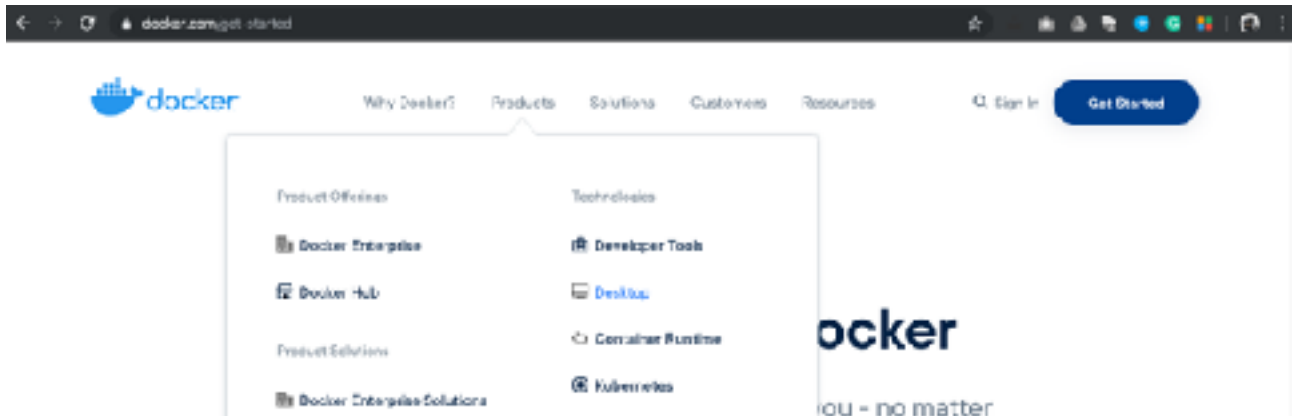 docker.com/get-started
docker
Why Docker? Products Solutions Customers Resources Sign In Get Started
Product Offerings Technologies
Docker Enterprise Developer Tools
Docker Hub Desktop
Container Runtime
Product Solutions
Kubernetes
Docker Enterprise Solutions
ocker
you - no matter